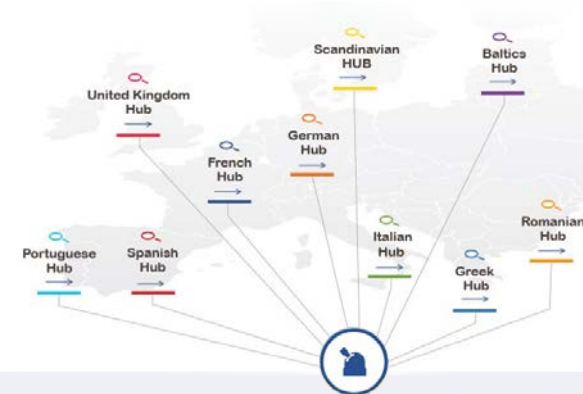 Scandinavian
HUB
Baltics
Hub
United Kingdom
Hub
German
Hub
French
Hub
Romanian
Hub
Italian
Hub
Portuguese
Hub
Spanish
Hub
Greek
Hub